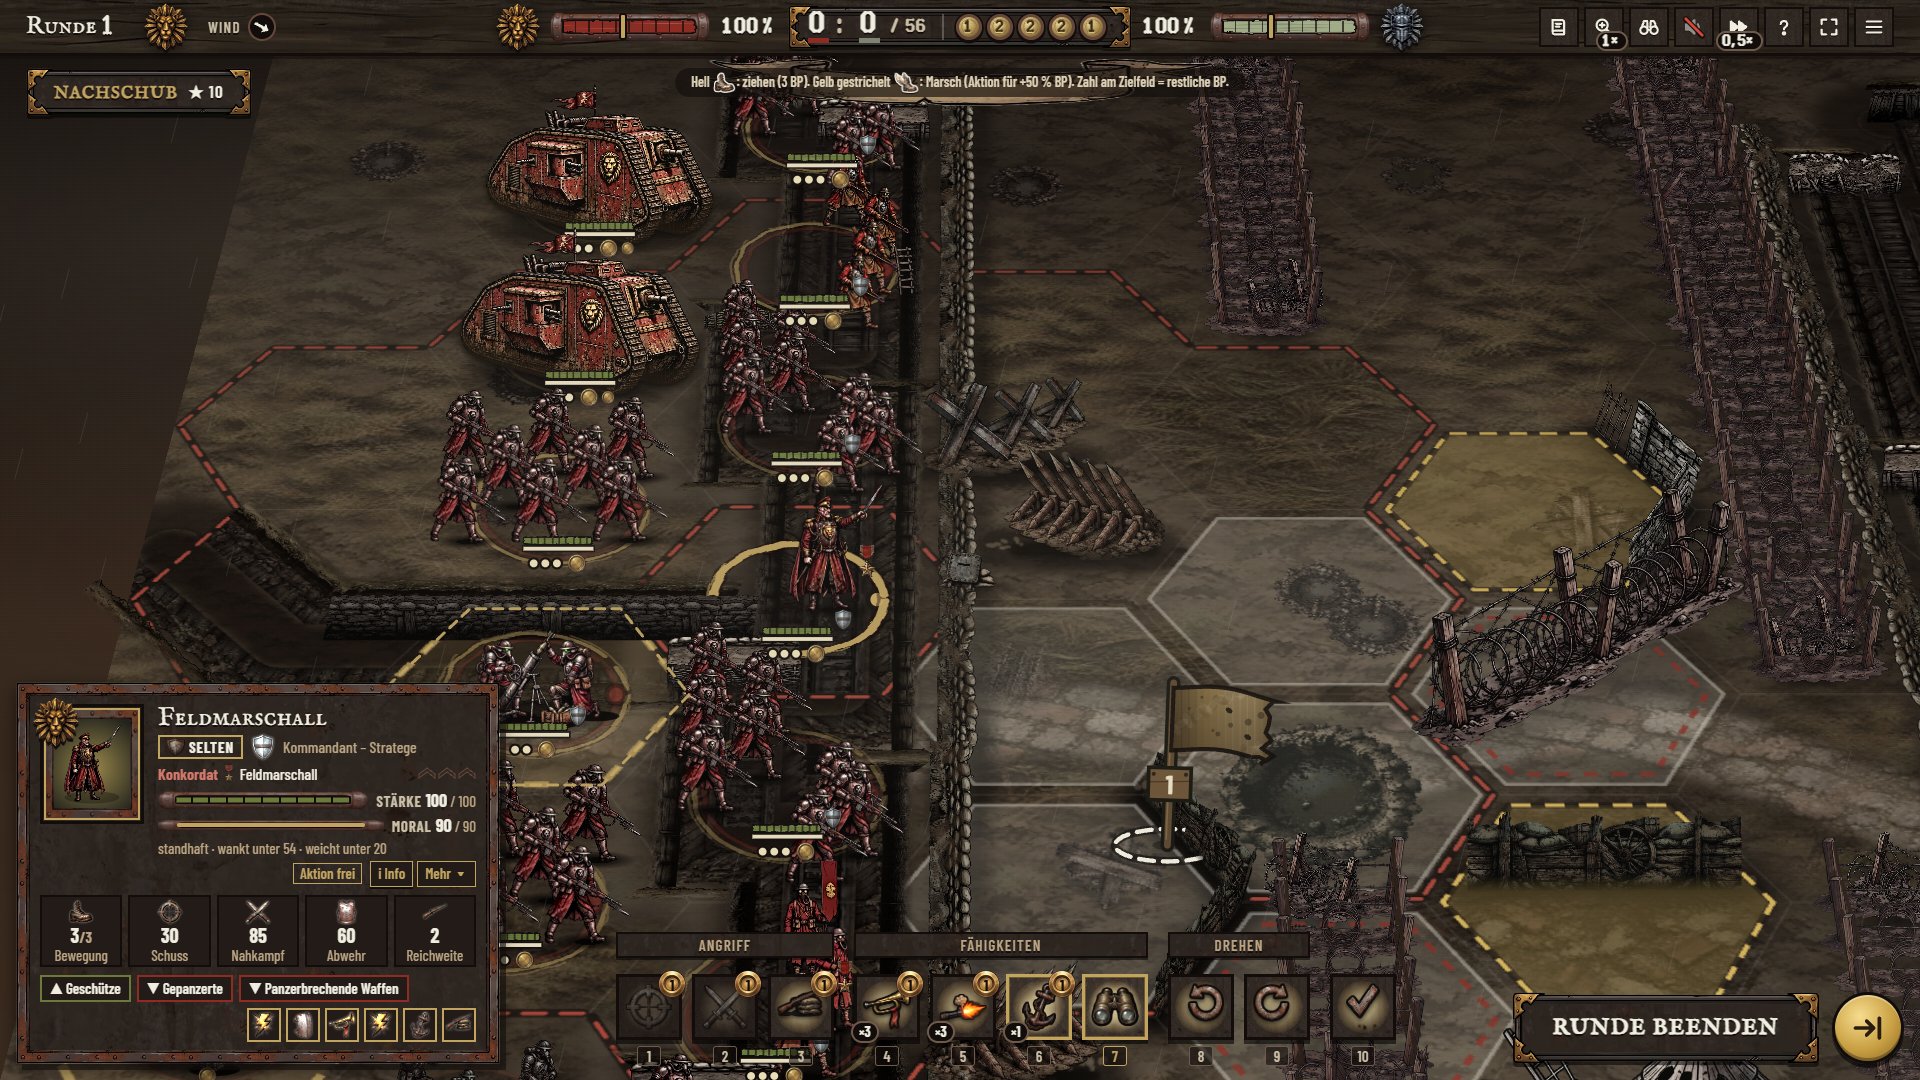 Runde 1
WIND
100 %
0 : 0 / 56
1 2 2 2 1
100 %
1×
0,5×
?
NACHSCHUB ★ 10
Hell : ziehen (3 BP). Gelb gestrichelt : Marsch (Aktion für +50 % BP). Zahl am Zielfeld = restliche BP.
1
Feldmarschall
SELTEN Kommandant – Stratege
Konkordat Feldmarschall
STÄRKE 100 / 100
MORAL 90 / 90
standhaft · wankt unter 54 · weicht unter 20
Aktion frei
i Info
Mehr
3/3
Bewegung
30
Schuss
85
Nahkampf
60
Abwehr
2
Reichweite
▲ Geschütze
▼ Gepanzerte
▼ Panzerbrechende Waffen
ANGRIFF
FÄHIGKEITEN
DREHEN
1 1 1 1 1 1
×3 ×3 ×1
1 2 3 4 5 6 7 8 9 10
RUNDE BEENDEN